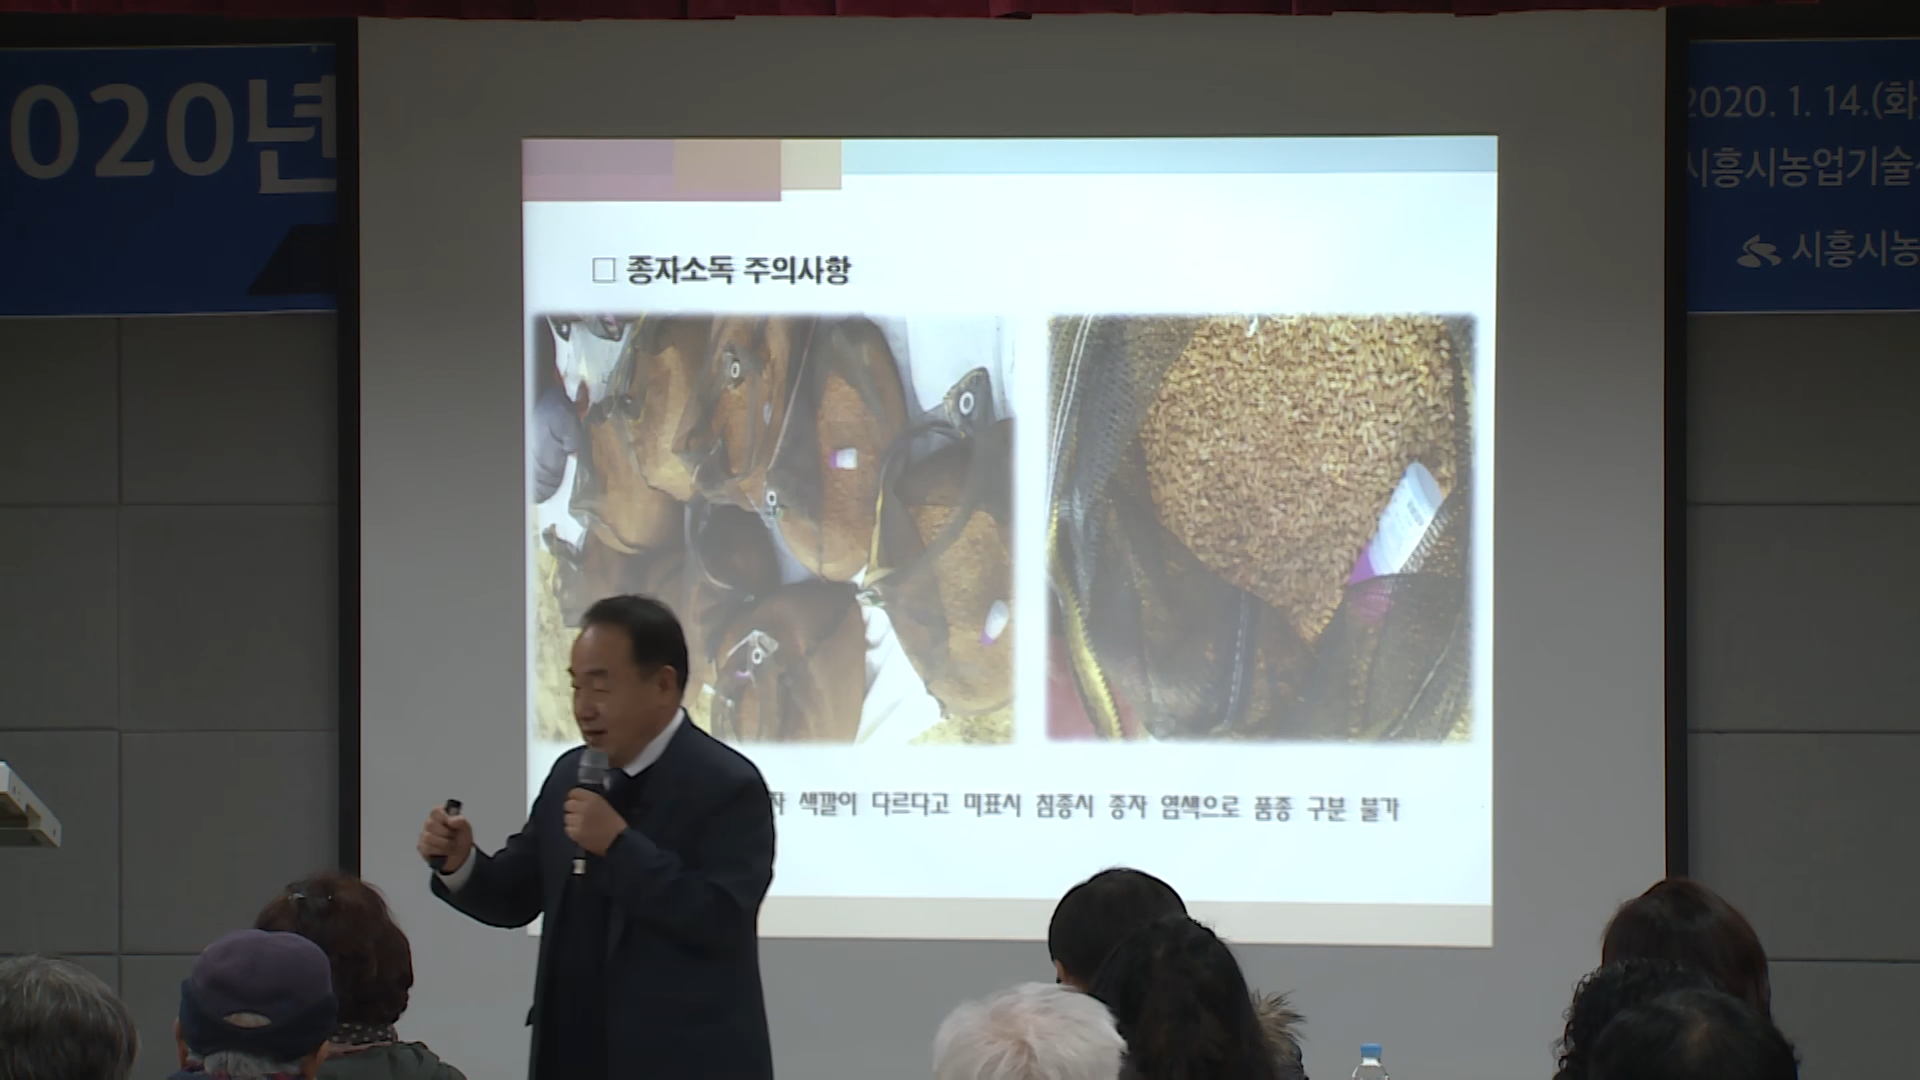 2020년
2020. 1. 14.(화
시흥시농업기술
시흥시농
□ 종자소독 주의사항
색깔이 다르다고 미표시 침종시 종자 염색으로 품종 구분 불가